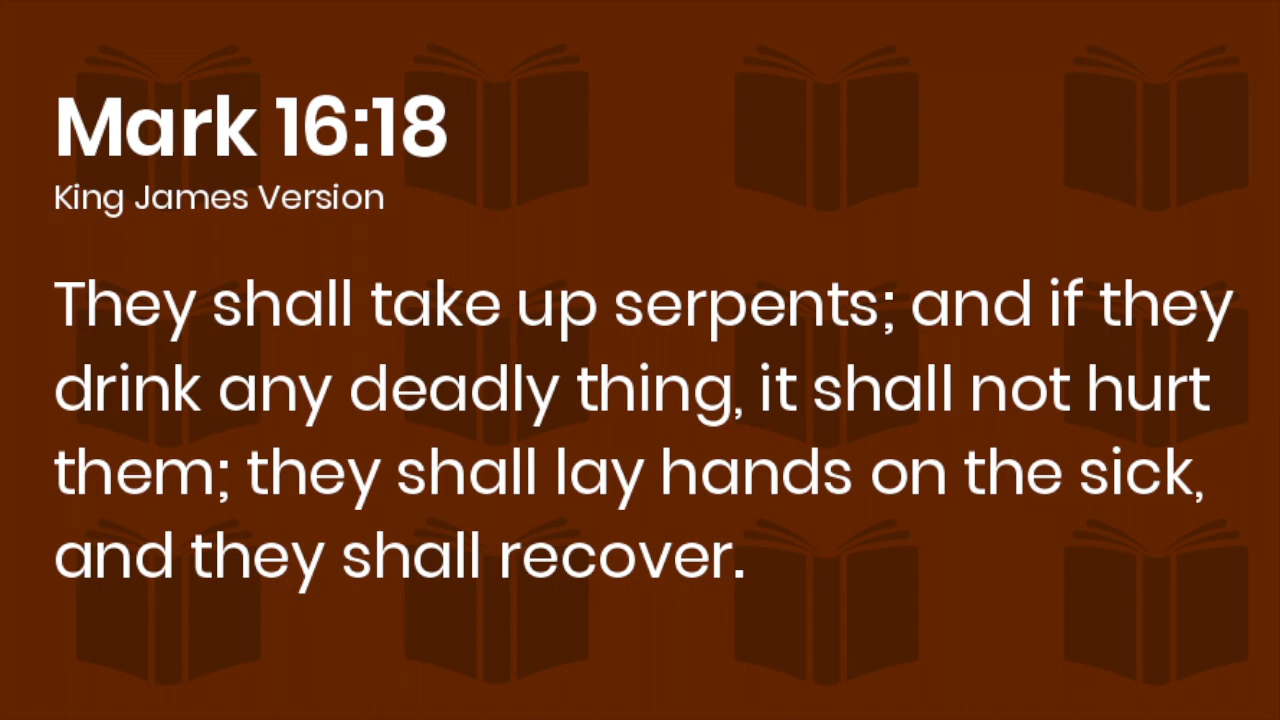 Mark 16:18
King James Version
They shall take up serpents; and if they
drink any deadly thing, it shall not hurt
them; they shall lay hands on the sick,
and they shall recover.